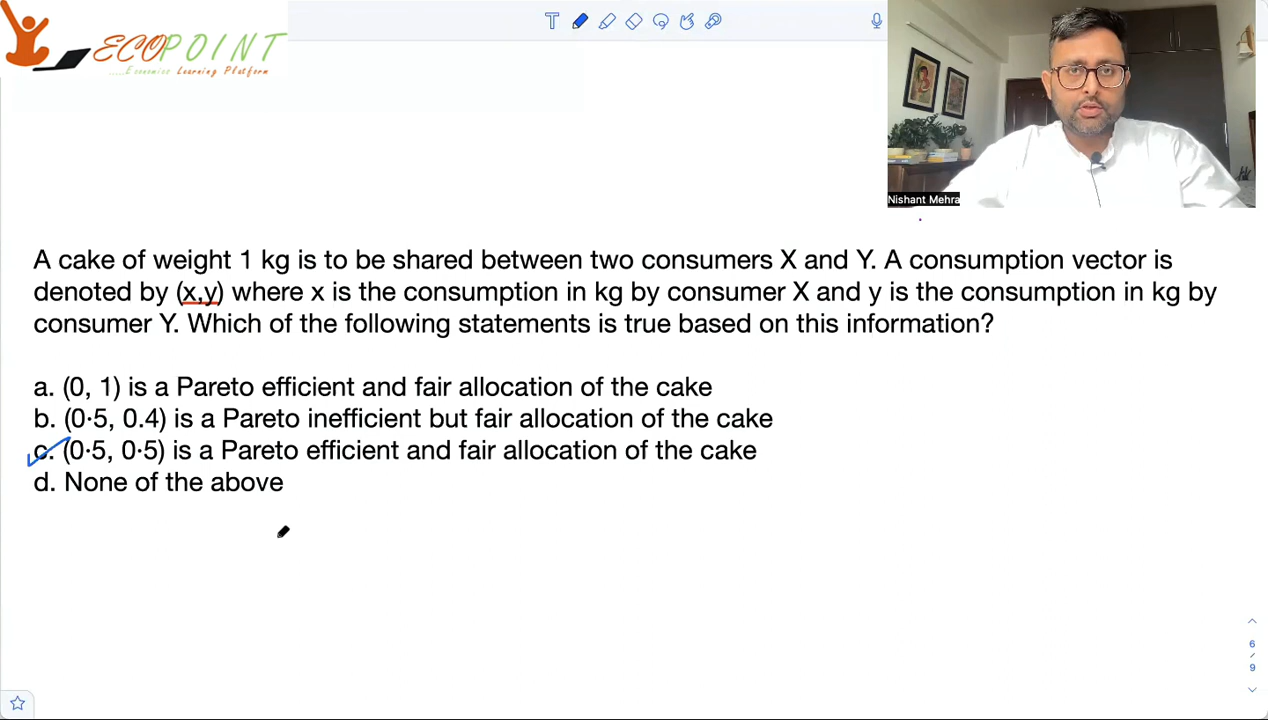 ECOPOINT
.....Economics Learning Platform
T
Nishant Mehra
A cake of weight 1 kg is to be shared between two consumers X and Y. A consumption vector is
denoted by (x,y) where x is the consumption in kg by consumer X and y is the consumption in kg by
consumer Y. Which of the following statements is true based on this information?
a. (0, 1) is a Pareto efficient and fair allocation of the cake
b. (0·5, 0.4) is a Pareto inefficient but fair allocation of the cake
c. (0·5, 0·5) is a Pareto efficient and fair allocation of the cake
d. None of the above
6
/
9